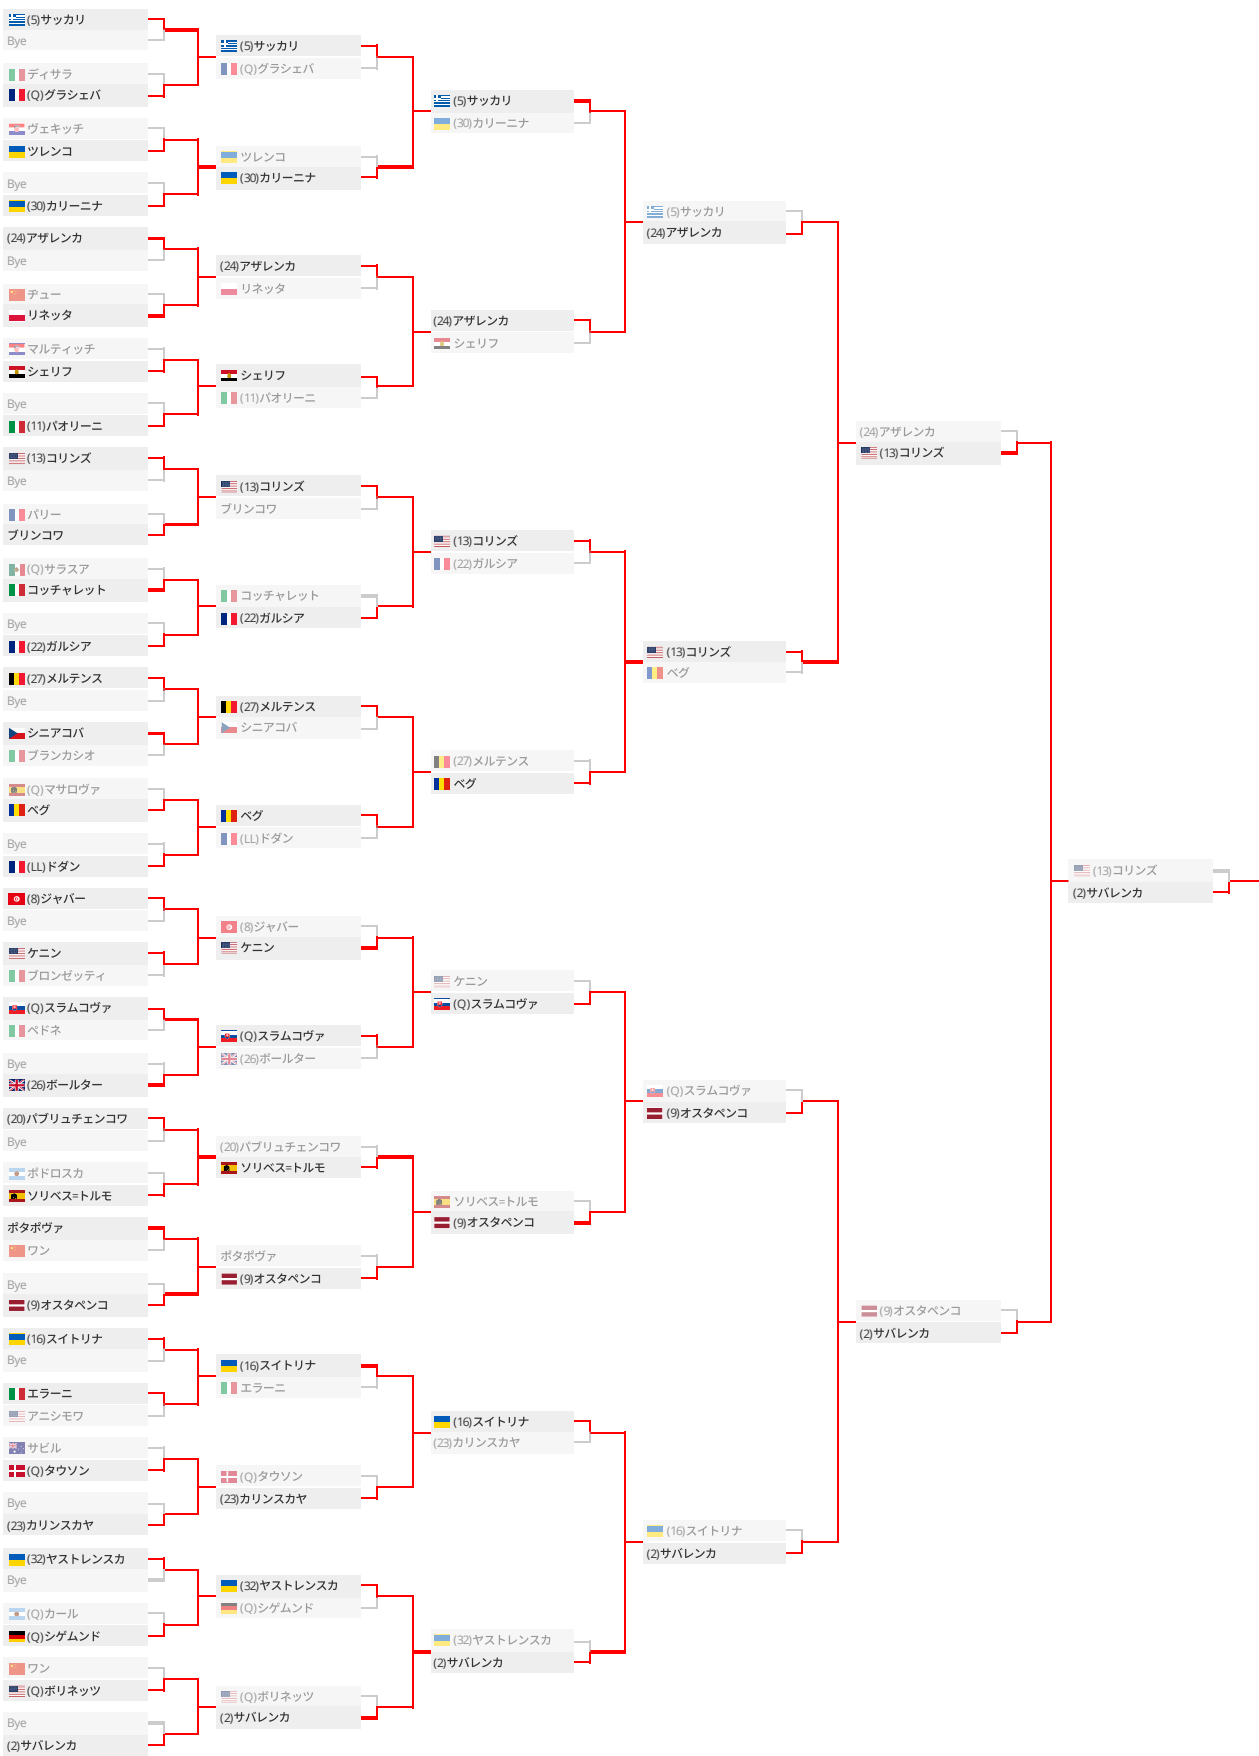 (5)サッカリ
Bye
ディサラ
(Q)グラシェバ
ヴェキッチ
ツレンコ
Bye
(30)カリーニナ
(24)アザレンカ
Bye
チュー
リネッタ
マルティッチ
シェリフ
Bye
(11)パオリーニ
(13)コリンズ
Bye
パリー
ブリンコワ
(Q)サラスア
コッチャレット
Bye
(22)ガルシア
(27)メルテンス
Bye
シニアコバ
ブランカシオ
(Q)マサロヴァ
ベグ
Bye
(LL)ドダン
(8)ジャバー
Bye
ケニン
ブロンゼッティ
(Q)スラムコヴァ
ペドネ
Bye
(26)ボールター
(20)パブリュチェンコワ
Bye
ポドロスカ
ソリベス=トルモ
ポタポヴァ
ワン
Bye
(9)オスタペンコ
(16)スイトリナ
Bye
エラーニ
アニシモワ
サビル
(Q)タウソン
Bye
(23)カリンスカヤ
(32)ヤストレンスカ
Bye
(Q)カール
(Q)シゲムンド
ワン
(Q)ボリネッツ
Bye
(2)サバレンカ
(5)サッカリ
(Q)グラシェバ
ツレンコ
(30)カリーニナ
(24)アザレンカ
リネッタ
シェリフ
(11)パオリーニ
(13)コリンズ
ブリンコワ
コッチャレット
(22)ガルシア
(27)メルテンス
シニアコバ
ベグ
(LL)ドダン
(8)ジャバー
ケニン
(Q)スラムコヴァ
(26)ボールター
(20)パブリュチェンコワ
ソリベス=トルモ
ポタポヴァ
(9)オスタペンコ
(16)スイトリナ
エラーニ
(Q)タウソン
(23)カリンスカヤ
(32)ヤストレンスカ
(Q)シゲムンド
(Q)ボリネッツ
(2)サバレンカ
(5)サッカリ
(30)カリーニナ
(24)アザレンカ
シェリフ
(13)コリンズ
(22)ガルシア
(27)メルテンス
ベグ
ケニン
(Q)スラムコヴァ
ソリベス=トルモ
(9)オスタペンコ
(16)スイトリナ
(23)カリンスカヤ
(32)ヤストレンスカ
(2)サバレンカ
(5)サッカリ
(24)アザレンカ
(13)コリンズ
ベグ
(Q)スラムコヴァ
(9)オスタペンコ
(16)スイトリナ
(2)サバレンカ
(24)アザレンカ
(13)コリンズ
(9)オスタペンコ
(2)サバレンカ
(13)コリンズ
(2)サバレンカ